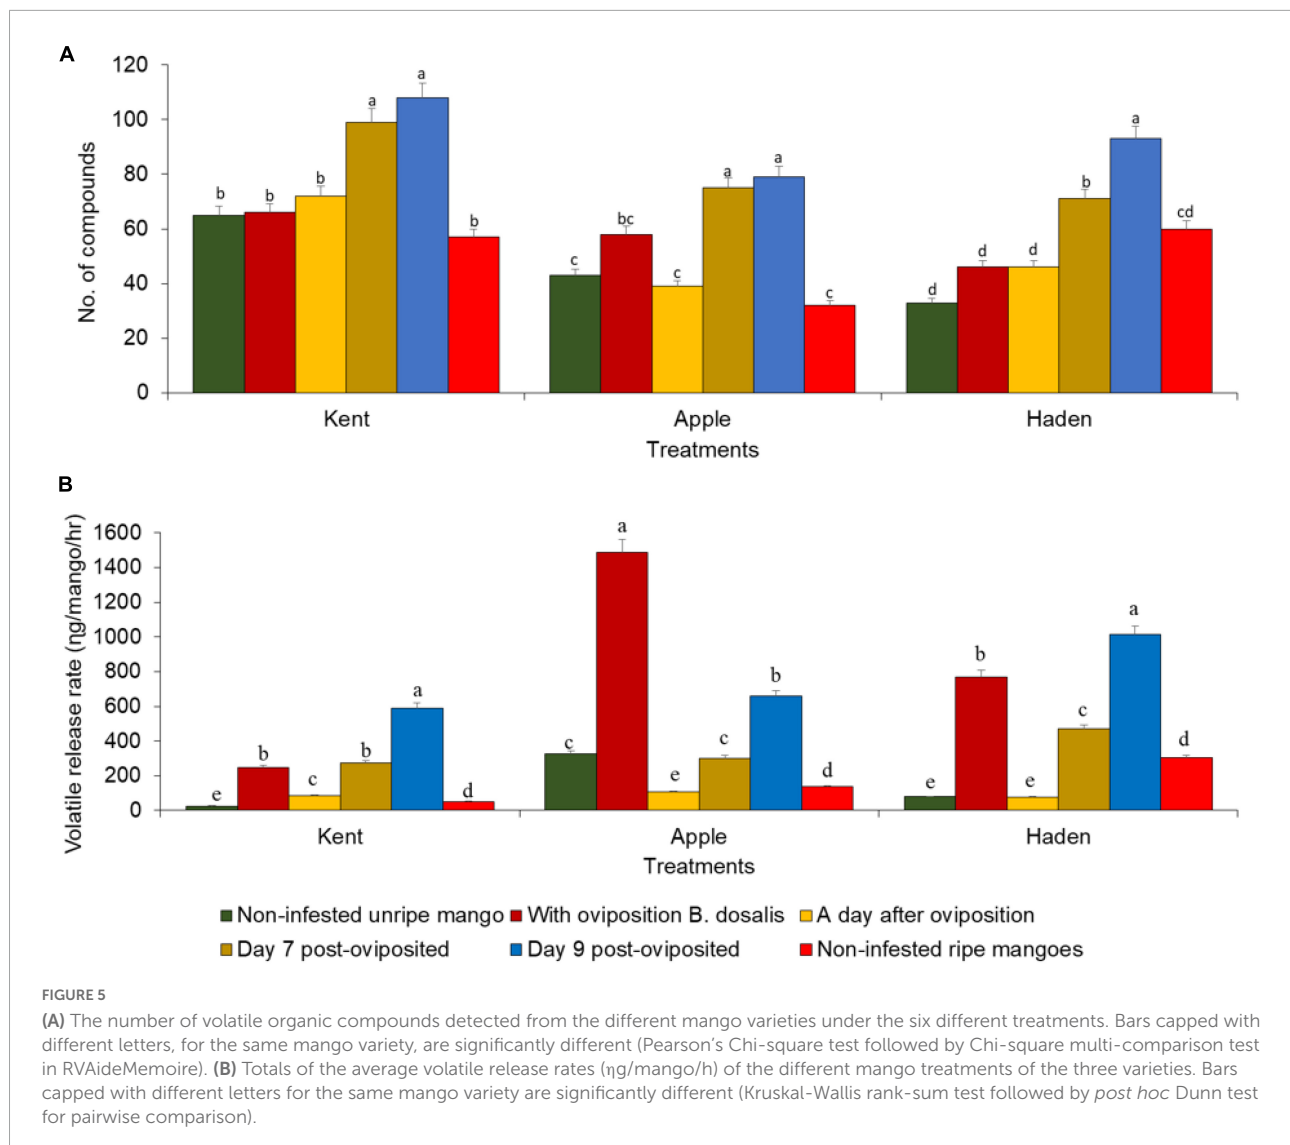 A
120
100
80
60
40
20
0
No. of compounds
b b b a a b
c bc c a a c
d d d b a cd
Kent Apple Haden
Treatments
B
1600
1400
1200
1000
800
600
400
200
0
Volatile release rate (ηg/mango/hr)
e b c b a d
c a e c b d
e b e c a d
Kent Apple Haden
Treatments
Non-infested unripe mango With oviposition B. dosalis A day after oviposition
Day 7 post-oviposited Day 9 post-oviposited Non-infested ripe mangoes
FIGURE 5
(A) The number of volatile organic compounds detected from the different mango varieties under the six different treatments. Bars capped with
different letters, for the same mango variety, are significantly different (Pearson's Chi-square test followed by Chi-square multi-comparison test
in RVAideMemoire). (B) Totals of the average volatile release rates (ηg/mango/h) of the different mango treatments of the three varieties. Bars
capped with different letters for the same mango variety are significantly different (Kruskal-Wallis rank-sum test followed by post hoc Dunn test
for pairwise comparison).